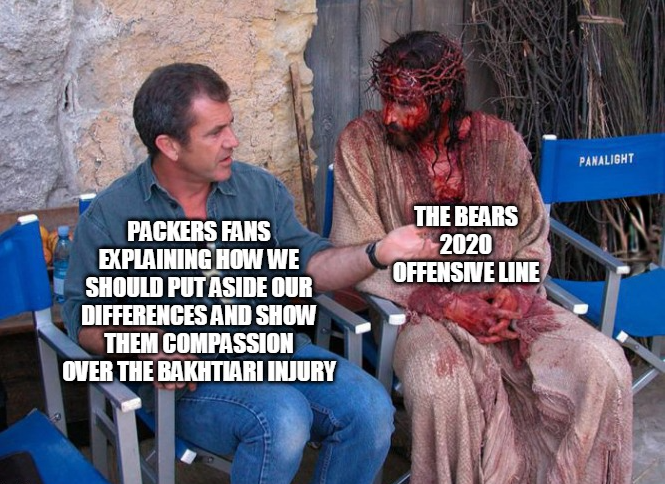 PANALIGHT
PACKERS FANS
EXPLAINING HOW WE
SHOULD PUT ASIDE OUR
DIFFERENCES AND SHOW
THEM COMPASSION
OVER THE BAKHTIARI INJURY
THE BEARS
2020
OFFENSIVE LINE